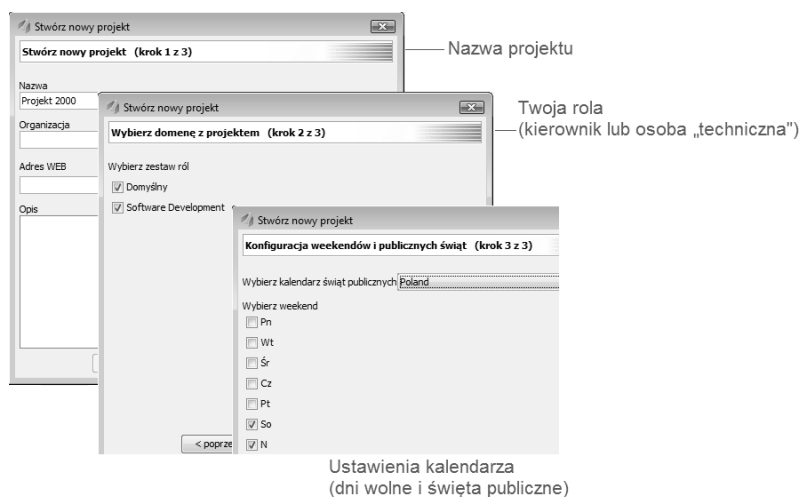 Stwórz nowy projekt
Stwórz nowy projekt (krok 1 z 3)
Nazwa projektu
Nazwa
Projekt 2000
Organizacja
Adres WEB
Opis
Stwórz nowy projekt
Wybierz domenę z projektem (krok 2 z 3)
Twoja rola
(kierownik lub osoba „techniczna")
Wybierz zestaw ról
Domyślny
Software Development
< poprze
Stwórz nowy projekt
Konfiguracja weekendów i publicznych świąt (krok 3 z 3)
Wybierz kalendarz świąt publicznych Poland
Wybierz weekend
Pn
Wt
Śr
Cz
Pt
So
N
Ustawienia kalendarza
(dni wolne i święta publiczne)